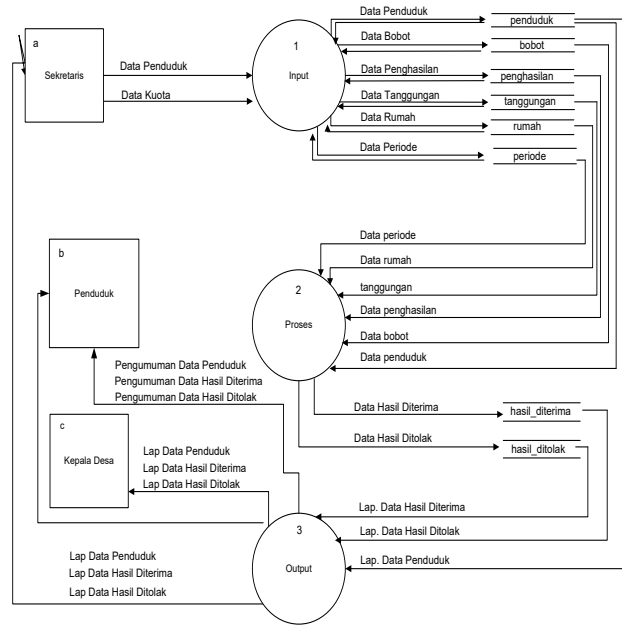 a
Sekretaris
Data Penduduk
Data Kuota
1
Input
Data Penduduk
penduduk
Data Bobot
bobot
Data Penghasilan
penghasilan
Data Tanggungan
tanggungan
Data Rumah
rumah
Data Periode
periode
b
Penduduk
Data periode
Data rumah
tanggungan
Data penghasilan
Data bobot
Data penduduk
2
Proses
Pengumuman Data Penduduk
Pengumuman Data Hasil Diterima
Pengumuman Data Hasil Ditolak
Data Hasil Diterima
hasil_diterima
Data Hasil Ditolak
hasil_ditolak
c
Kepala Desa
Lap Data Penduduk
Lap Data Hasil Diterima
Lap Data Hasil Ditolak
Lap. Data Hasil Diterima
Lap. Data Hasil Ditolak
Lap. Data Penduduk
3
Output
Lap Data Penduduk
Lap Data Hasil Diterima
Lap Data Hasil Ditolak